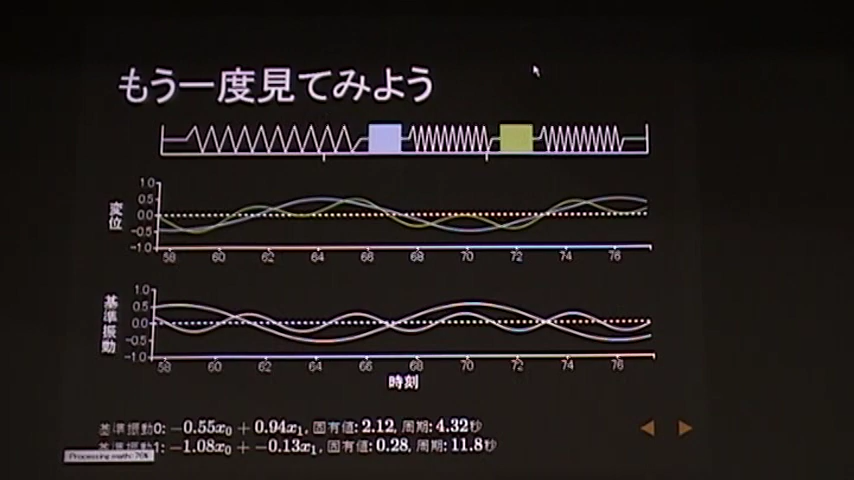 もう一度見てみよう
変位
1.0
0.5
0.0
-0.5
-1.0
58 60 62 64 66 68 70 72 74 76
基準振動
1.0
0.5
0.0
-0.5
-1.0
58 60 62 64 66 68 70 72 74 76
時刻
基準振動0: −0.55x₀ + 0.94x₁, 固有値: 2.12, 周期: 4.32秒
基準振動1: −1.08x₀ + −0.13x₁, 固有値: 0.28, 周期: 11.8秒
Processing math: 76%